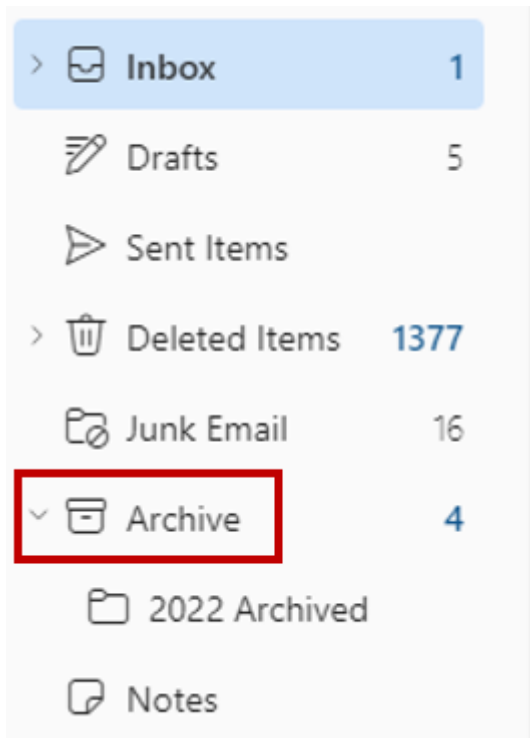 Inbox 1
Drafts 5
Sent Items
Deleted Items 1377
Junk Email 16
Archive 4
2022 Archived
Notes